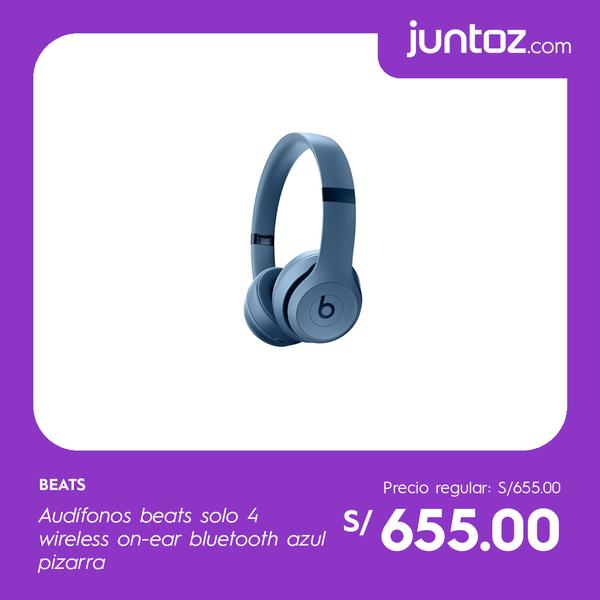 juntoz.com
b
BEATS
Precio regular: S/655.00
Audífonos beats solo 4
wireless on-ear bluetooth azul
pizarra
S/ 655.00